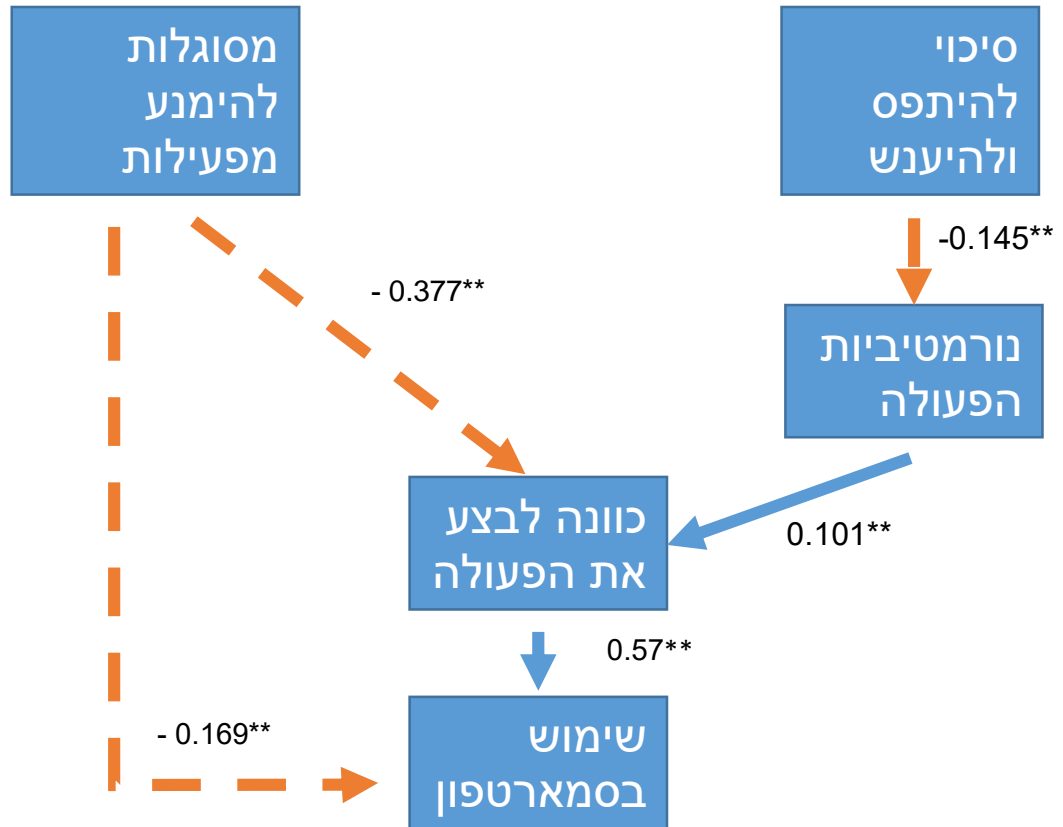 מסוגלות
להימנע
מפעילות
סיכוי
להיתפס
ולהיענש
-0.145**
- 0.377**
נורמטיביות
הפעולה
כוונה לבצע
את הפעולה
0.101**
0.57**
- 0.169**
שימוש
בסמארטפון